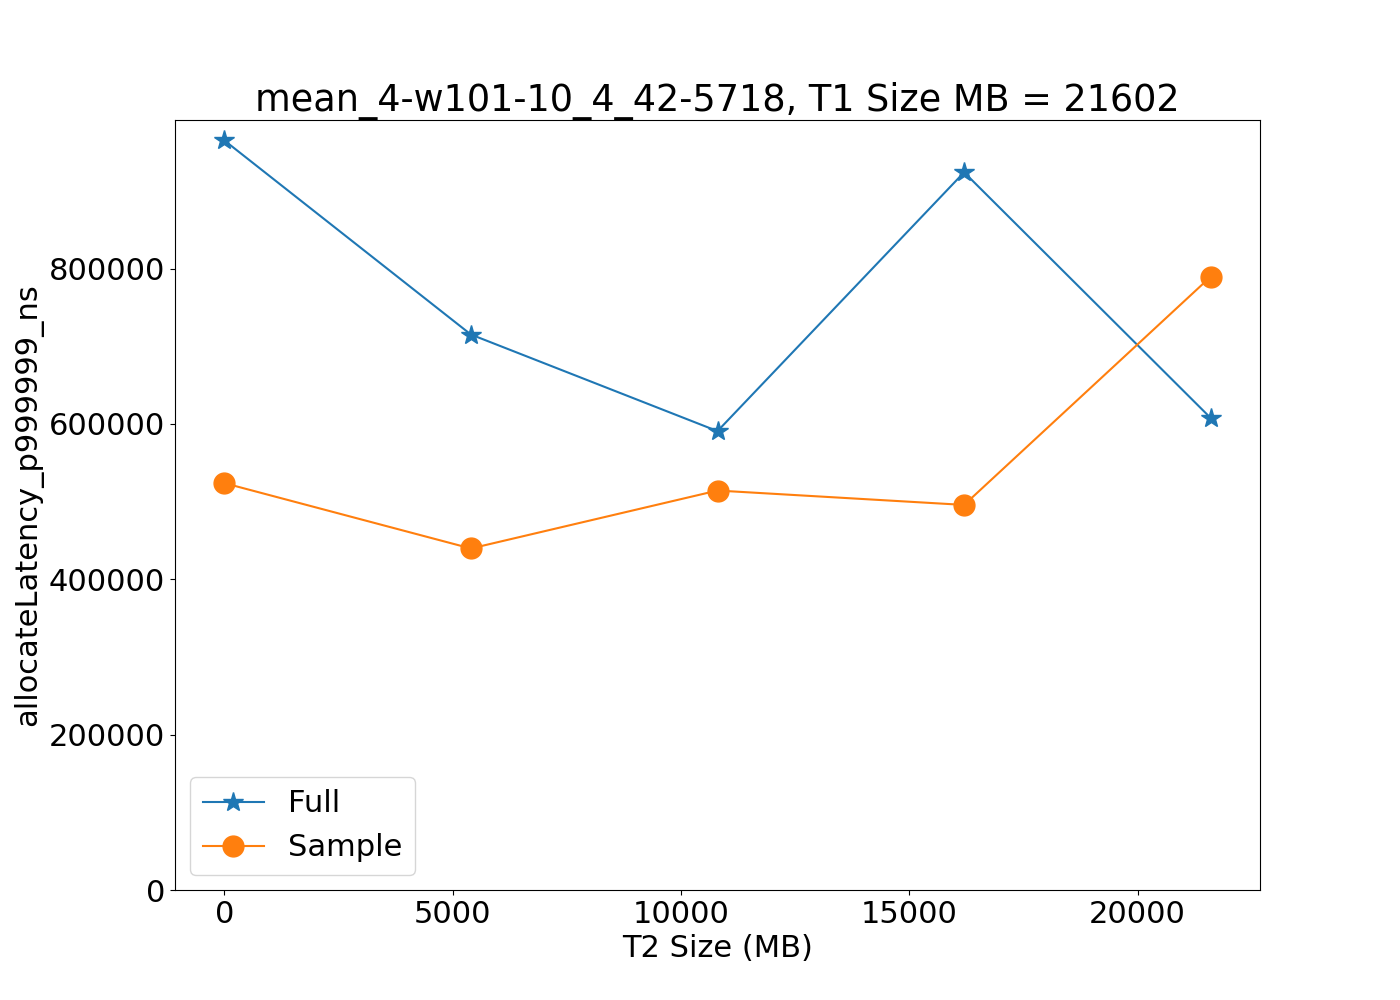 mean_4-w101-10_4_42-5718, T1 Size MB = 21602
allocateLatency_p999999_ns
800000
600000
400000
200000
0
Full
Sample
0 5000 10000 15000 20000
T2 Size (MB)